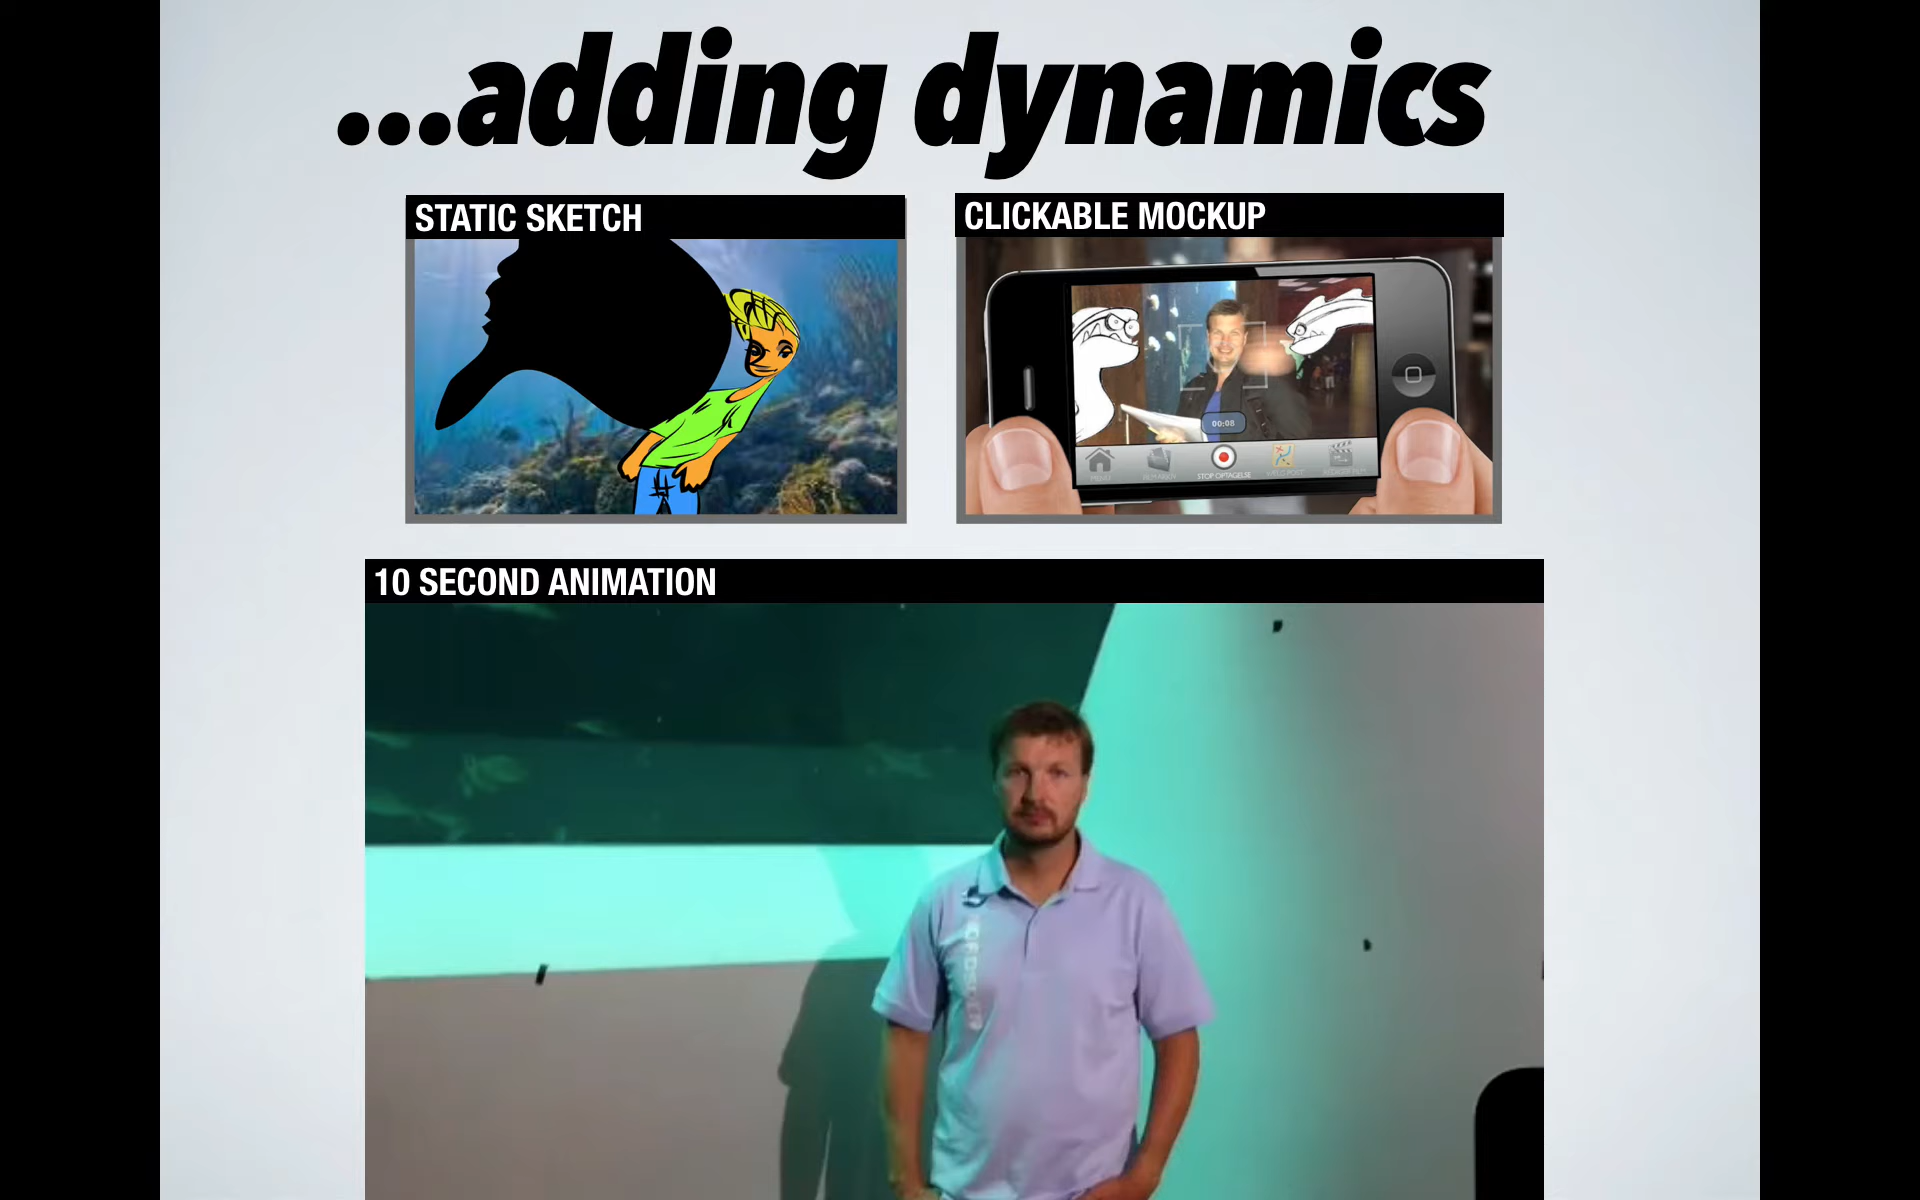 ...adding dynamics
STATIC SKETCH
CLICKABLE MOCKUP
00:08
STOP OPTAGELSE
10 SECOND ANIMATION